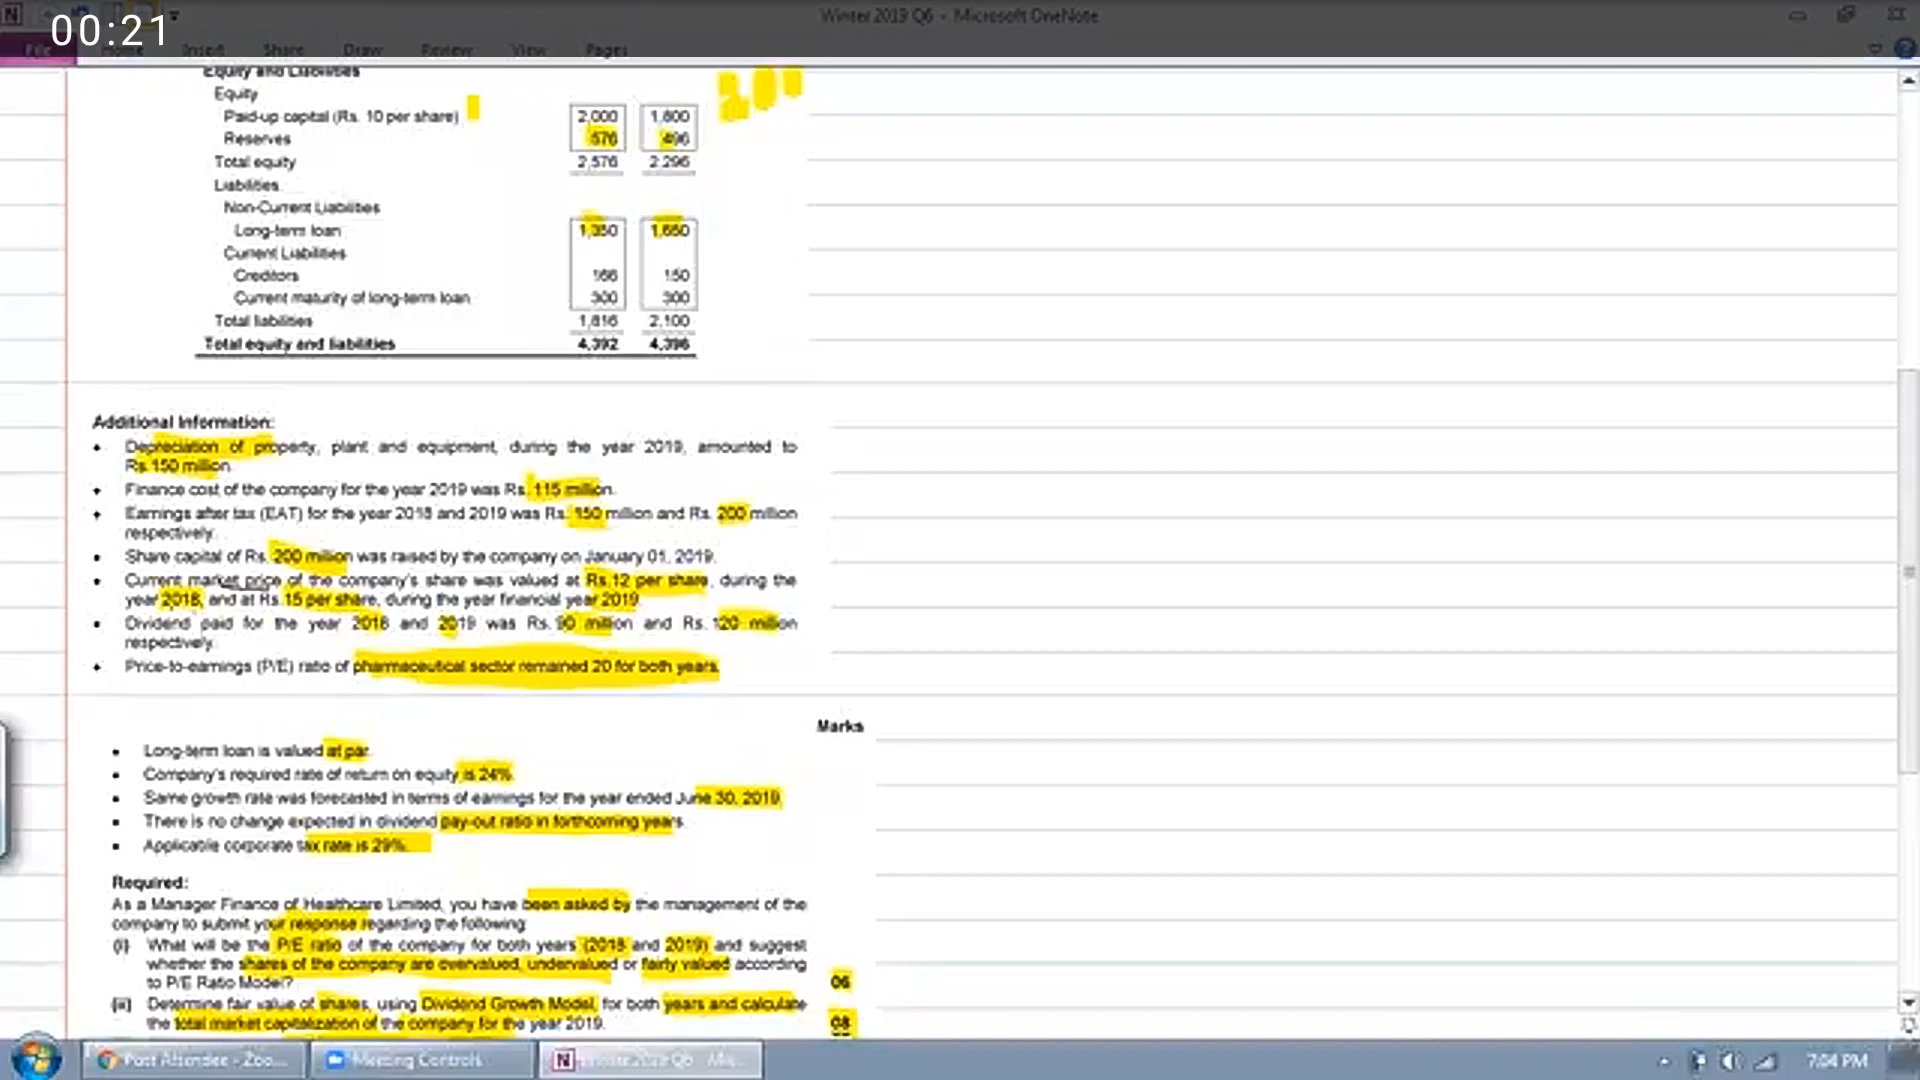 00:21
Winter 2019 Q6 - Microsoft OneNote
File Home Insert Share Draw Review View Pages
Equity and Liabilities
Equity
Paid-up capital (Rs. 10 per share) 2,000 1,800
Reserves 576 496
Total equity 2,576 2,296
Liabilities
Non-Current Liabilities
Long-term loan 1,350 1,650
Current Liabilities
Creditors 166 150
Current maturity of long-term loan 300 300
Total liabilities 1,816 2,100
Total equity and liabilities 4,392 4,396
Additional Information:
• Depreciation of property, plant and equipment, during the year 2019, amounted to
Rs.150 million.
• Finance cost of the company for the year 2019 was Rs. 115 million.
• Earnings after tax (EAT) for the year 2018 and 2019 was Rs. 150 million and Rs. 200 million
respectively.
• Share capital of Rs. 200 million was raised by the company on January 01, 2019.
• Current market price of the company's share was valued at Rs.12 per share, during the
year 2018, and at Rs.15 per share, during the year financial year 2019.
• Dividend paid for the year 2018 and 2019 was Rs. 90 million and Rs. 120 million
respectively.
• Price-to-earnings (P/E) ratio of pharmaceutical sector remained 20 for both years.
Marks
• Long-term loan is valued at par.
• Company's required rate of return on equity is 24%.
• Same growth rate was forecasted in terms of earnings for the year ended June 30, 2019.
• There is no change expected in dividend pay-out ratio in forthcoming years.
• Applicable corporate tax rate is 29%.
Required:
As a Manager Finance of Healthcare Limited, you have been asked by the management of the
company to submit your response regarding the following:
(i) What will be the P/E ratio of the company for both years (2018 and 2019) and suggest
whether the shares of the company are overvalued, undervalued or fairly valued according
to P/E Ratio Model? 06
(ii) Determine fair value of shares, using Dividend Growth Model, for both years and calculate
the total market capitalization of the company for the year 2019. 08
Post Attendee - Zoo... Meeting Controls Winter 2019 Q6 - Mic... 7:04 PM